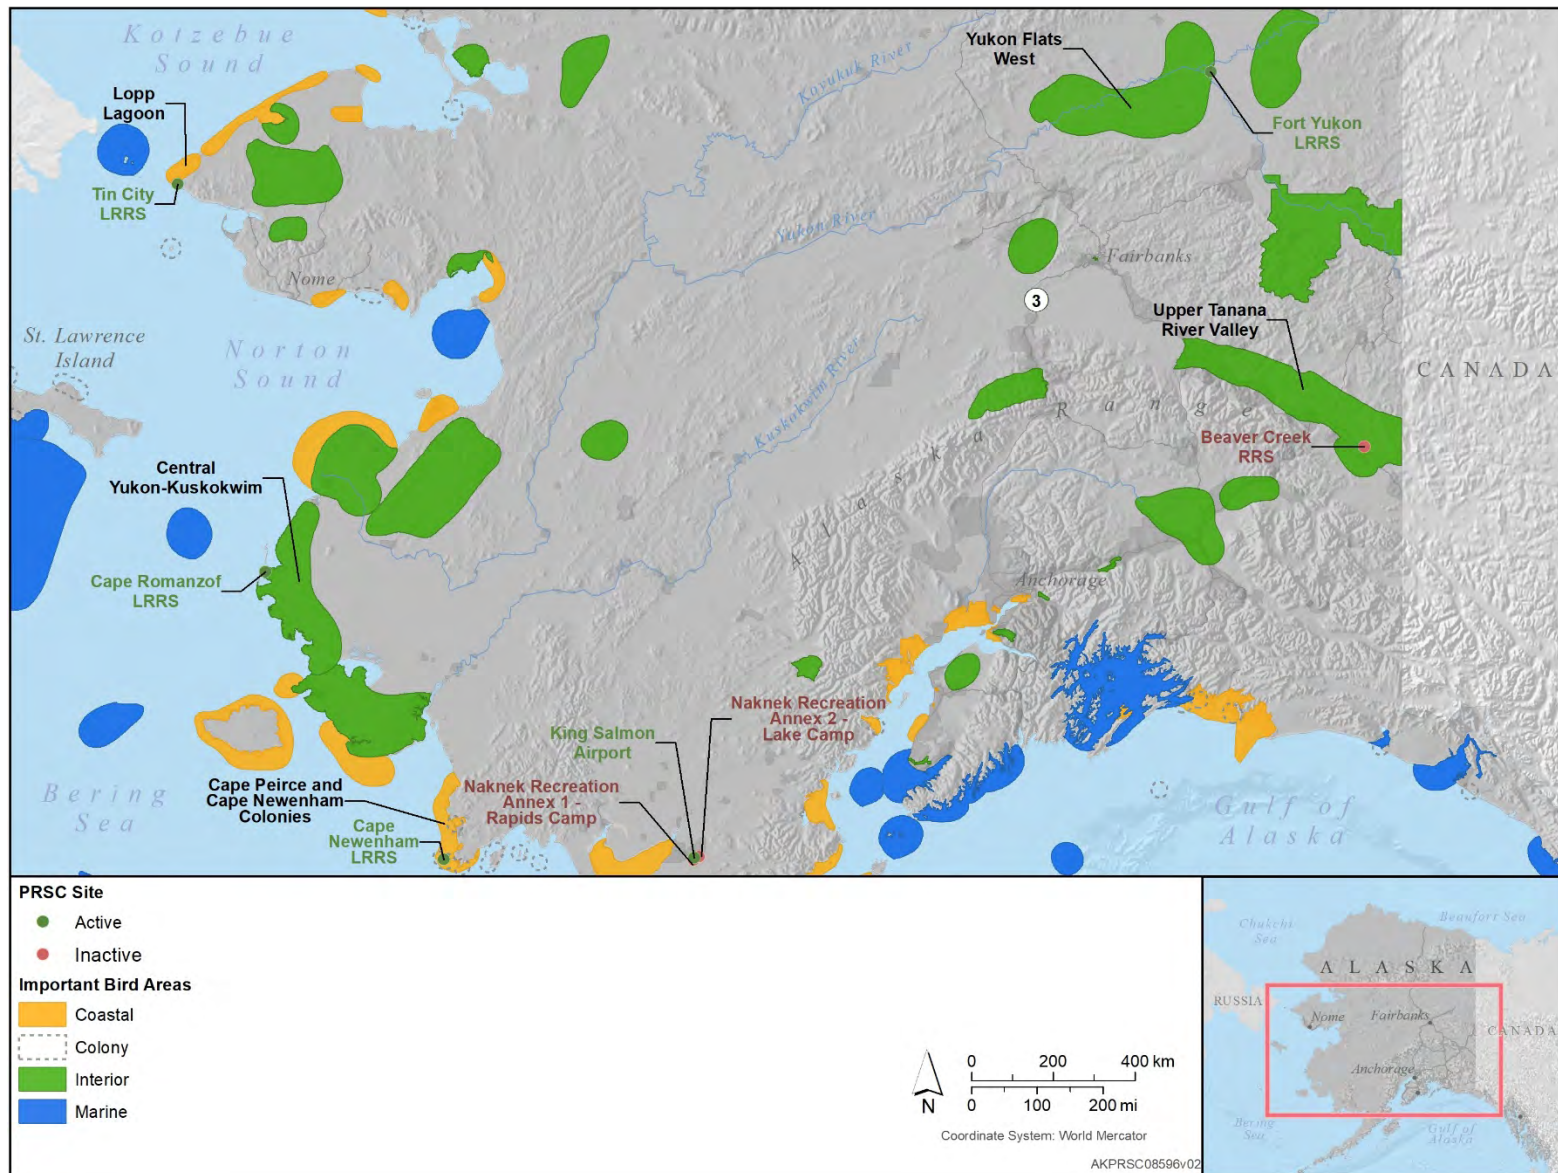 Kotzebue
Sound
Lopp
Lagoon
Tin City
LRRS
Nome
St. Lawrence
Island
Norton
Sound
Koyukuk River
Yukon River
Kuskokwim River
Yukon Flats
West
Fort Yukon
LRRS
Fairbanks
3
Upper Tanana
River Valley
CANADA
Beaver Creek
RRS
Alaska Range
Central
Yukon-Kuskokwim
Cape Romanzof
LRRS
Anchorage
Naknek Recreation
Annex 2 -
Lake Camp
King Salmon
Airport
Naknek Recreation
Annex 1 -
Rapids Camp
Cape Peirce and
Cape Newenham
Colonies
Cape
Newenham
LRRS
Bering
Sea
Gulf of
Alaska
PRSC Site
Active
Inactive
Important Bird Areas
Coastal
Colony
Interior
Marine
N
0 200 400 km
0 100 200 mi
Coordinate System: World Mercator
AKPRSC08596v02
Chukchi
Sea
Beaufort Sea
ALASKA
RUSSIA
Nome
Fairbanks
CANADA
Anchorage
Bering
Sea
Gulf of
Alaska